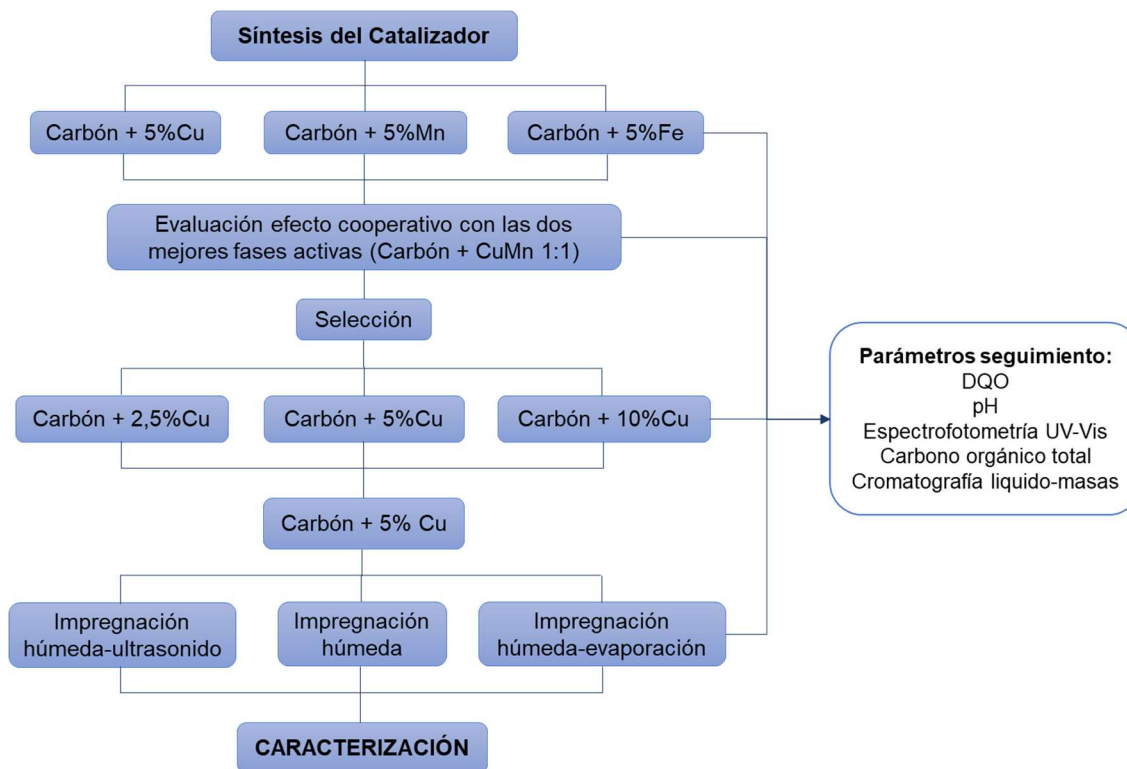 Síntesis del Catalizador
Carbón + 5%Cu
Carbón + 5%Mn
Carbón + 5%Fe
Evaluación efecto cooperativo con las dos
mejores fases activas (Carbón + CuMn 1:1)
Selección
Carbón + 2,5%Cu
Carbón + 5%Cu
Carbón + 10%Cu
Carbón + 5% Cu
Impregnación
húmeda-ultrasonido
Impregnación
húmeda
Impregnación
húmeda-evaporación
CARACTERIZACIÓN
Parámetros seguimiento:
DQO
pH
Espectrofotometría UV-Vis
Carbono orgánico total
Cromatografía liquido-masas